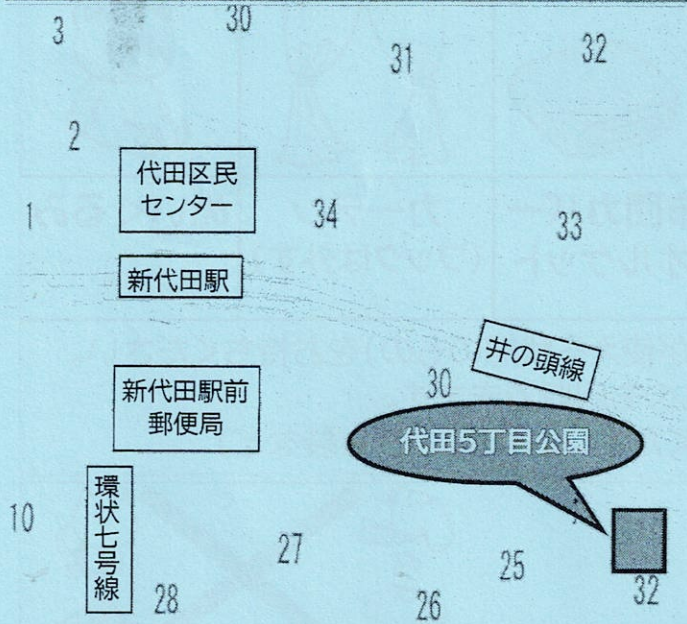 3
30
31
32
2
代田区民
センター
1
34
33
新代田駅
井の頭線
新代田駅前
郵便局
30
代田5丁目公園
環状七号線
10
27
25
28
26
32